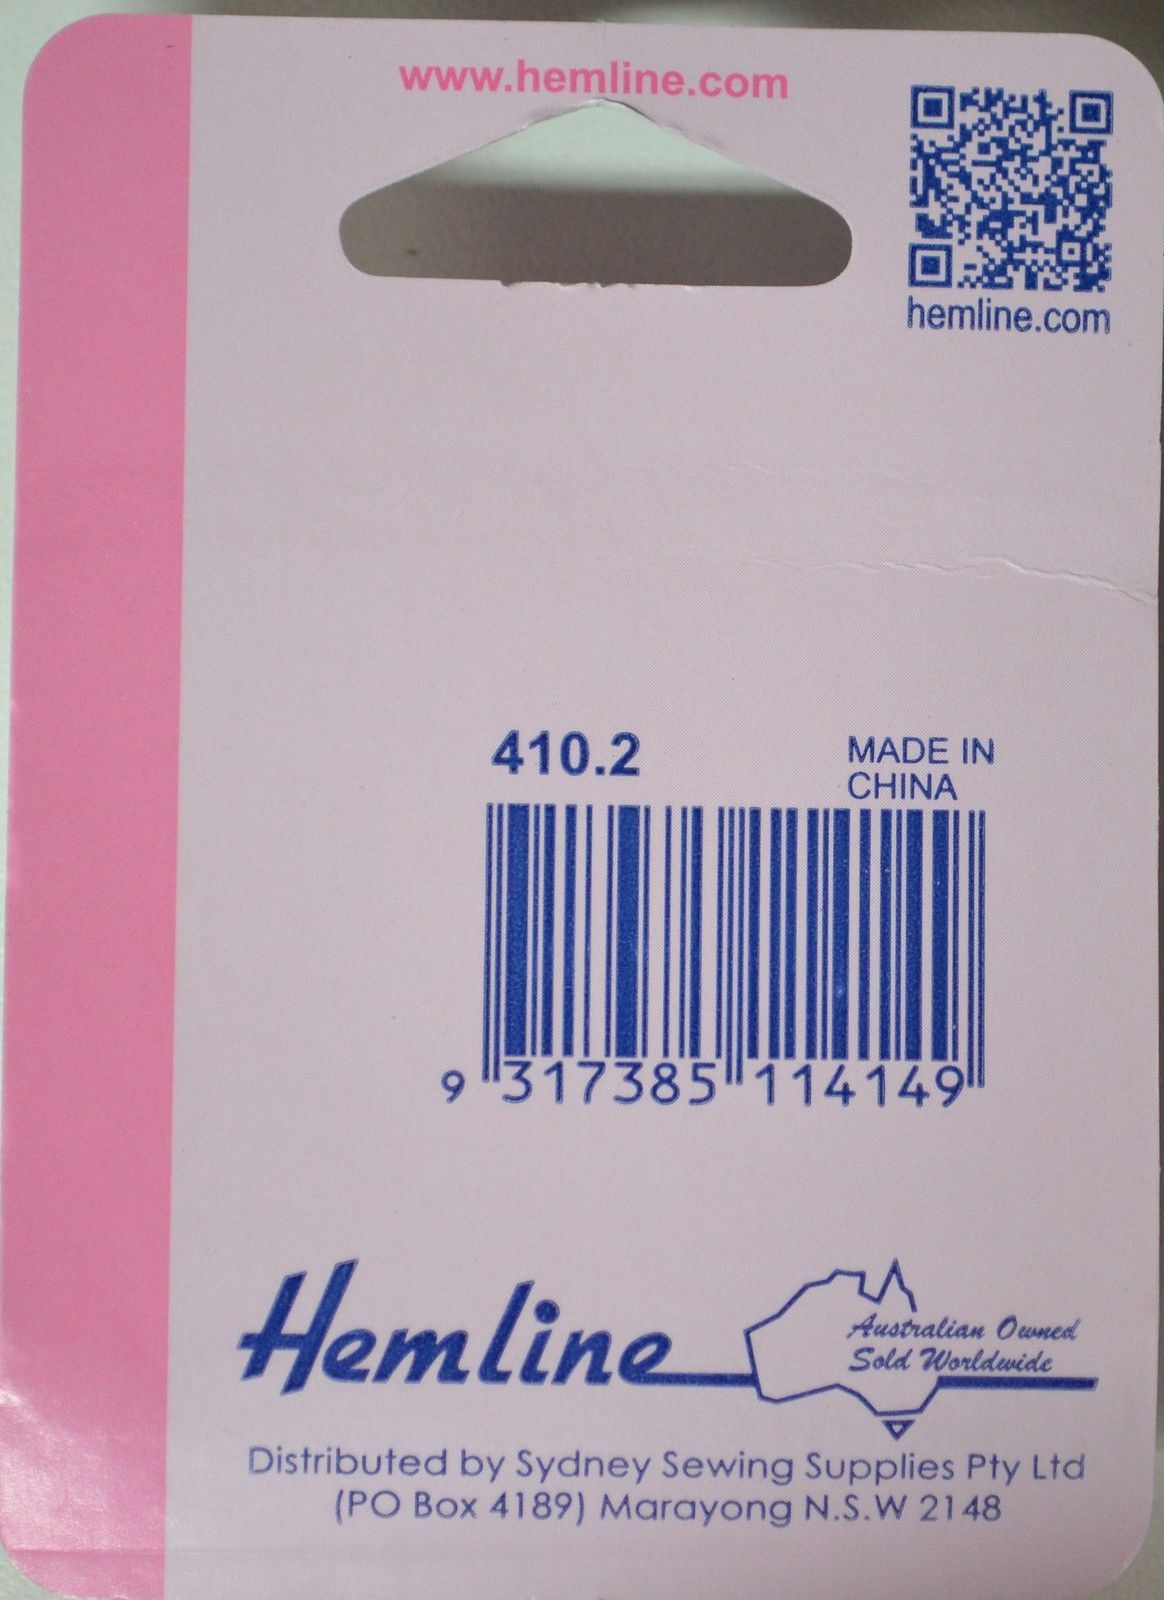 www.hemline.com
hemline.com
410.2
MADE IN
CHINA
9 317385 114149
Hemline
Australian Owned
Sold Worldwide
Distributed by Sydney Sewing Supplies Pty Ltd
(PO Box 4189) Marayong N.S.W 2148